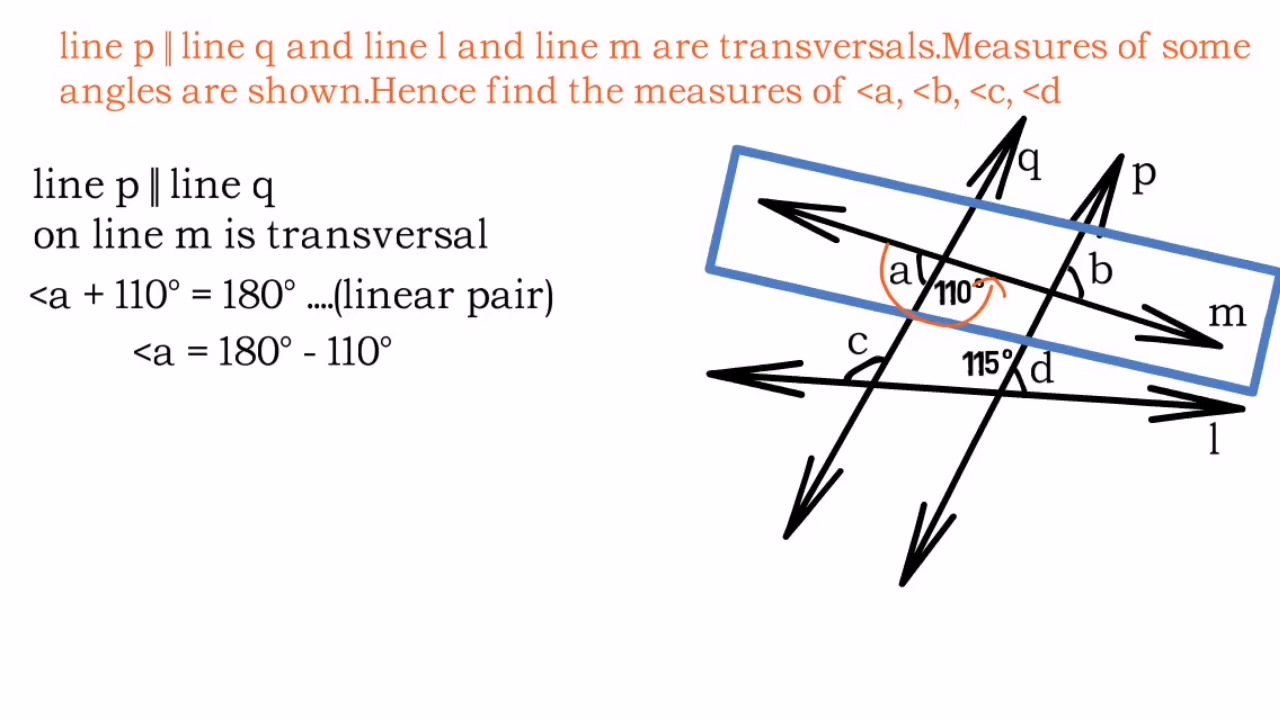 line p ∥ line q and line l and line m are transversals.Measures of some
angles are shown.Hence find the measures of <a, <b, <c, <d
line p ∥ line q
on line m is transversal
<a + 110° = 180° ....(linear pair)
<a = 180° - 110°
q
p
a
110°
b
m
c
115°
d
l